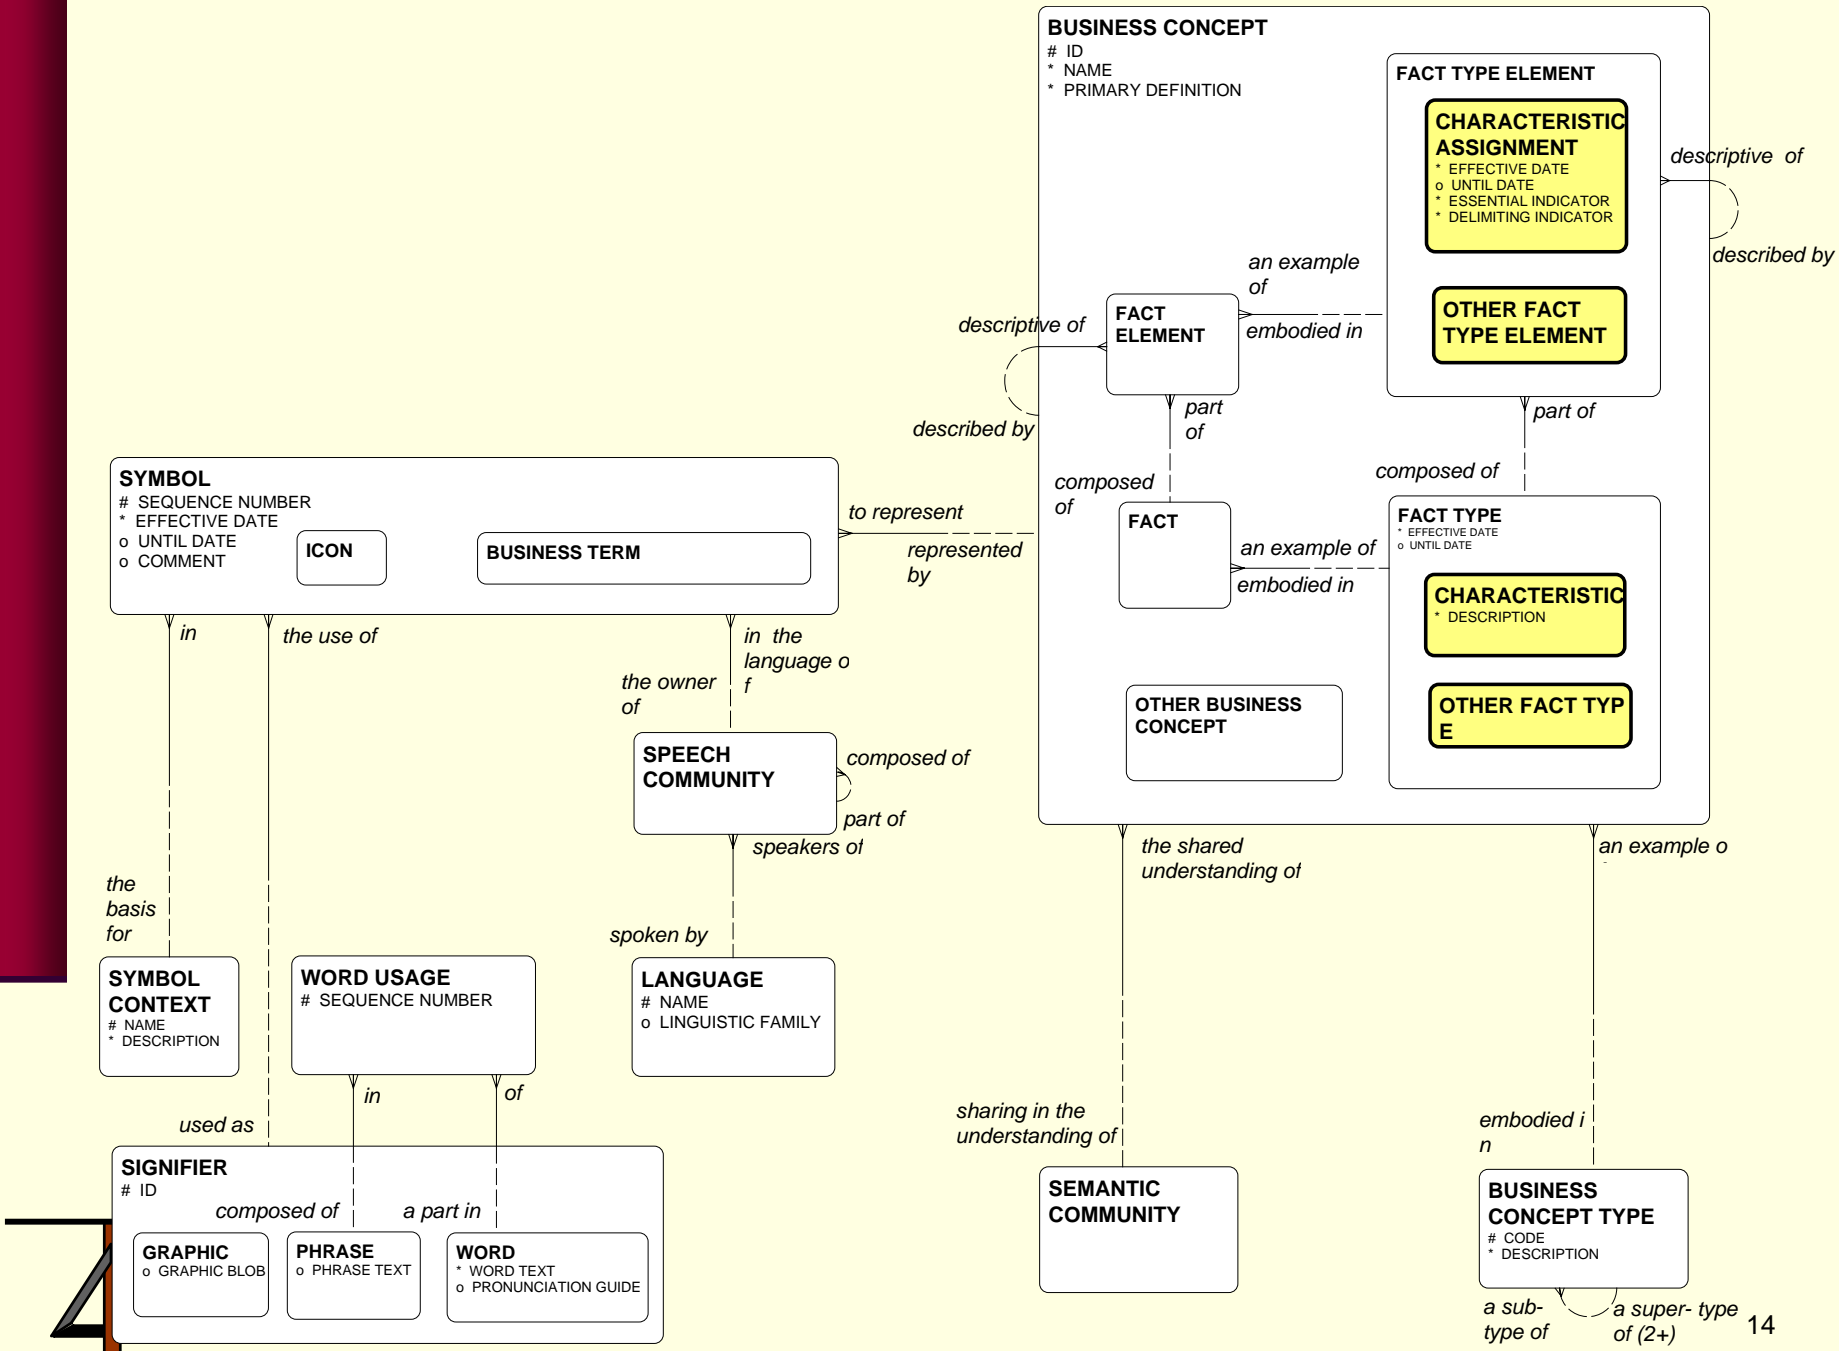 BUSINESS CONCEPT
# ID
* NAME
* PRIMARY DEFINITION
FACT TYPE ELEMENT
CHARACTERISTIC
ASSIGNMENT
* EFFECTIVE DATE
o UNTIL DATE
* ESSENTIAL INDICATOR
* DELIMITING INDICATOR
descriptive of
described by
OTHER FACT
TYPE ELEMENT
an example
of
embodied in
FACT
ELEMENT
descriptive of
described by
part
of
part of
composed
of
composed of
FACT
an example of
embodied in
FACT TYPE
* EFFECTIVE DATE
o UNTIL DATE
CHARACTERISTIC
* DESCRIPTION
OTHER FACT TYP
E
OTHER BUSINESS
CONCEPT
SYMBOL
# SEQUENCE NUMBER
* EFFECTIVE DATE
o UNTIL DATE
o COMMENT
ICON
BUSINESS TERM
to represent
represented
by
in
the use of
in the
language o
f
the owner
of
SPEECH
COMMUNITY
composed of
part of
speakers of
the shared
understanding of
an example o
the
basis
for
spoken by
SYMBOL
CONTEXT
# NAME
* DESCRIPTION
WORD USAGE
# SEQUENCE NUMBER
LANGUAGE
# NAME
o LINGUISTIC FAMILY
in
of
used as
sharing in the
understanding of
embodied i
n
SIGNIFIER
# ID
composed of
a part in
GRAPHIC
o GRAPHIC BLOB
PHRASE
o PHRASE TEXT
WORD
* WORD TEXT
o PRONUNCIATION GUIDE
SEMANTIC
COMMUNITY
BUSINESS
CONCEPT TYPE
# CODE
* DESCRIPTION
a sub-
type of
a super- type
of (2+)
14